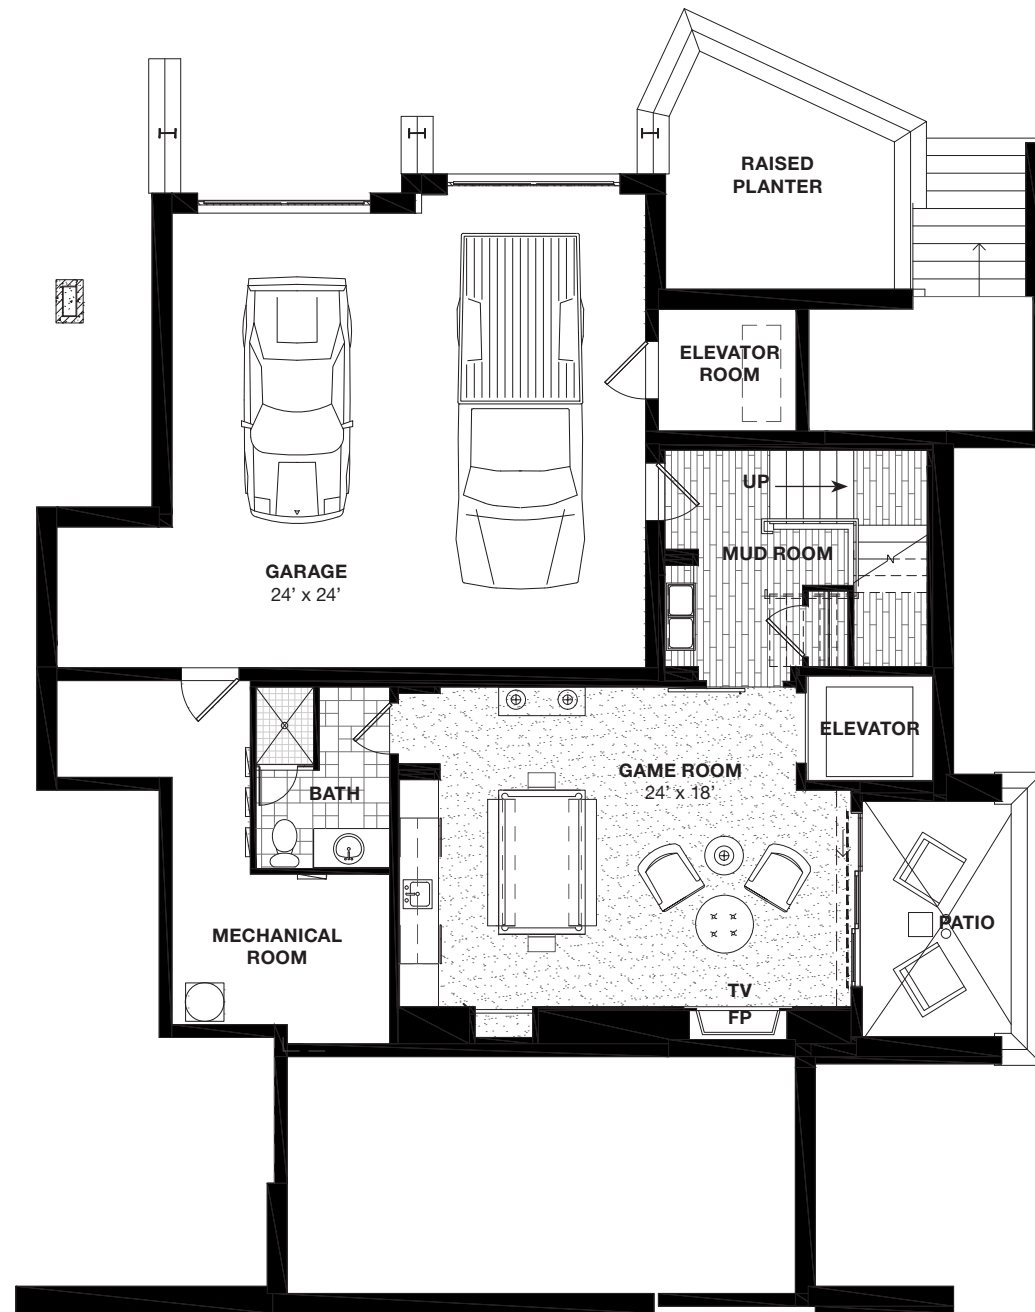 RAISED
PLANTER
ELEVATOR
ROOM
UP
MUD ROOM
GARAGE
24’ x 24’
ELEVATOR
GAME ROOM
24’ x 18’
BATH
PATIO
MECHANICAL
ROOM
TV
FP